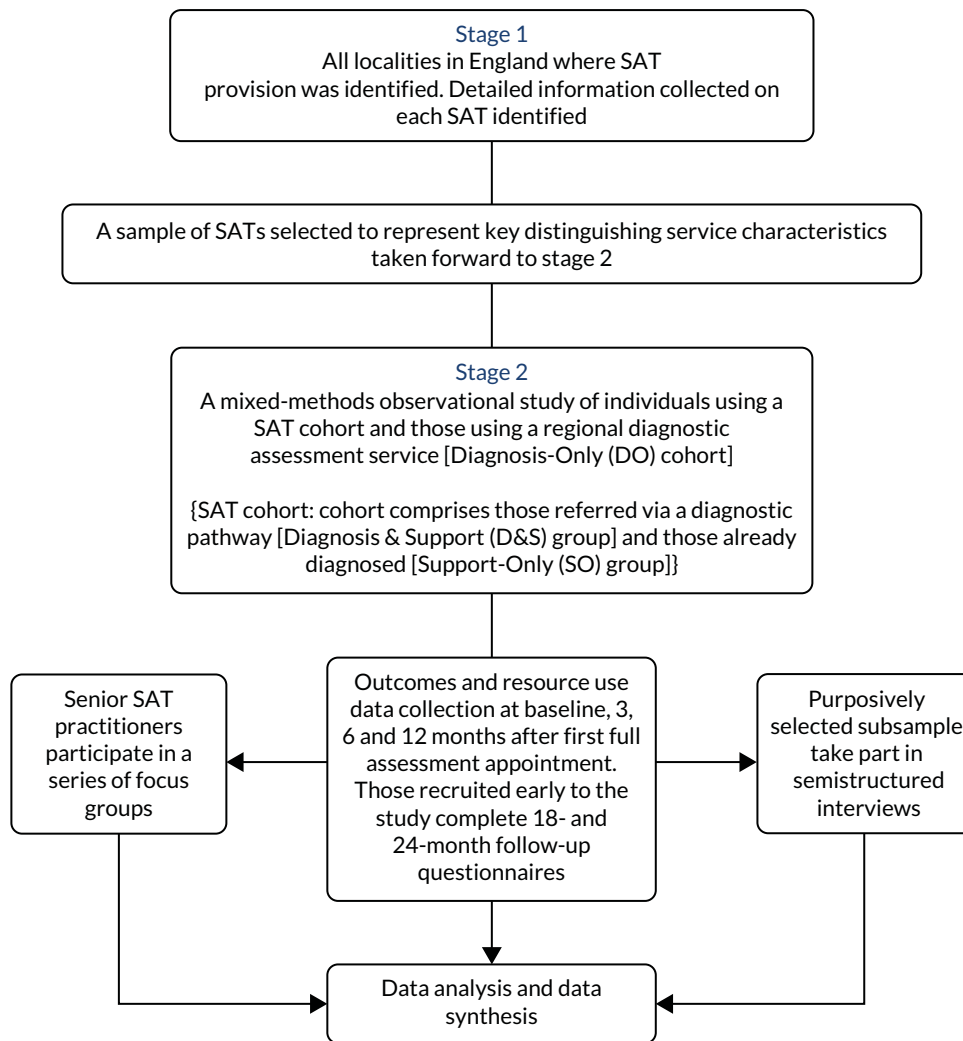 Stage 1
All localities in England where SAT
provision was identified. Detailed information collected on
each SAT identified
A sample of SATs selected to represent key distinguishing service characteristics
taken forward to stage 2
Stage 2
A mixed-methods observational study of individuals using a
SAT cohort and those using a regional diagnostic
assessment service [Diagnosis-Only (DO) cohort]
{SAT cohort: cohort comprises those referred via a diagnostic
pathway [Diagnosis & Support (D&S) group] and those already
diagnosed [Support-Only (SO) group]}
Senior SAT
practitioners
participate in a
series of focus
groups
Outcomes and resource use
data collection at baseline, 3,
6 and 12 months after first full
assessment appointment.
Those recruited early to the
study complete 18- and
24-month follow-up
questionnaires
Purposively
selected subsample
take part in
semistructured
interviews
Data analysis and data
synthesis